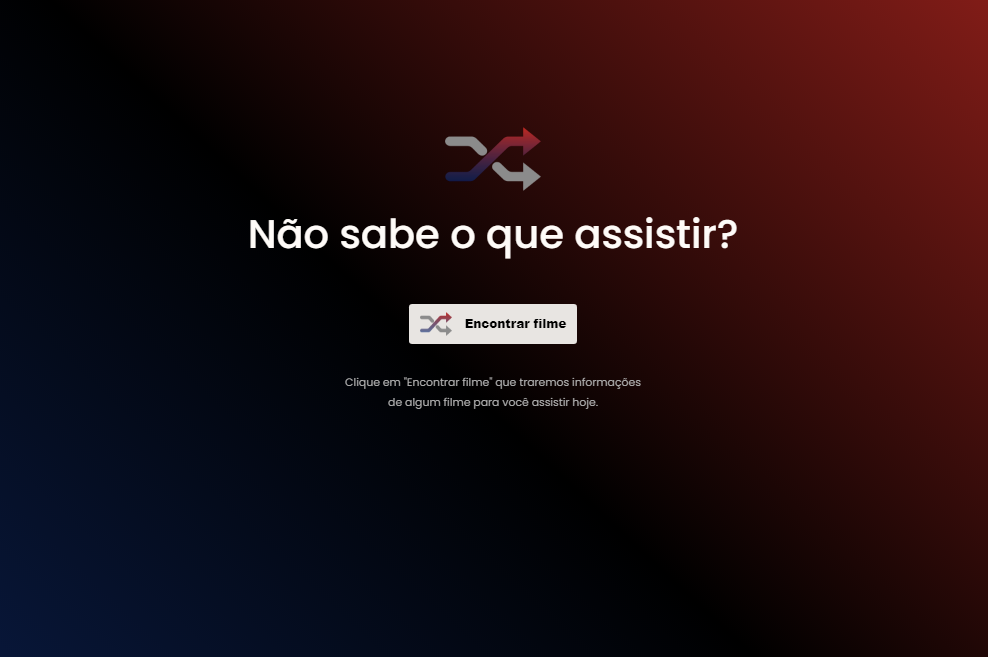 Não sabe o que assistir?
Encontrar filme
Clique em "Encontrar filme" que traremos informações
de algum filme para você assistir hoje.